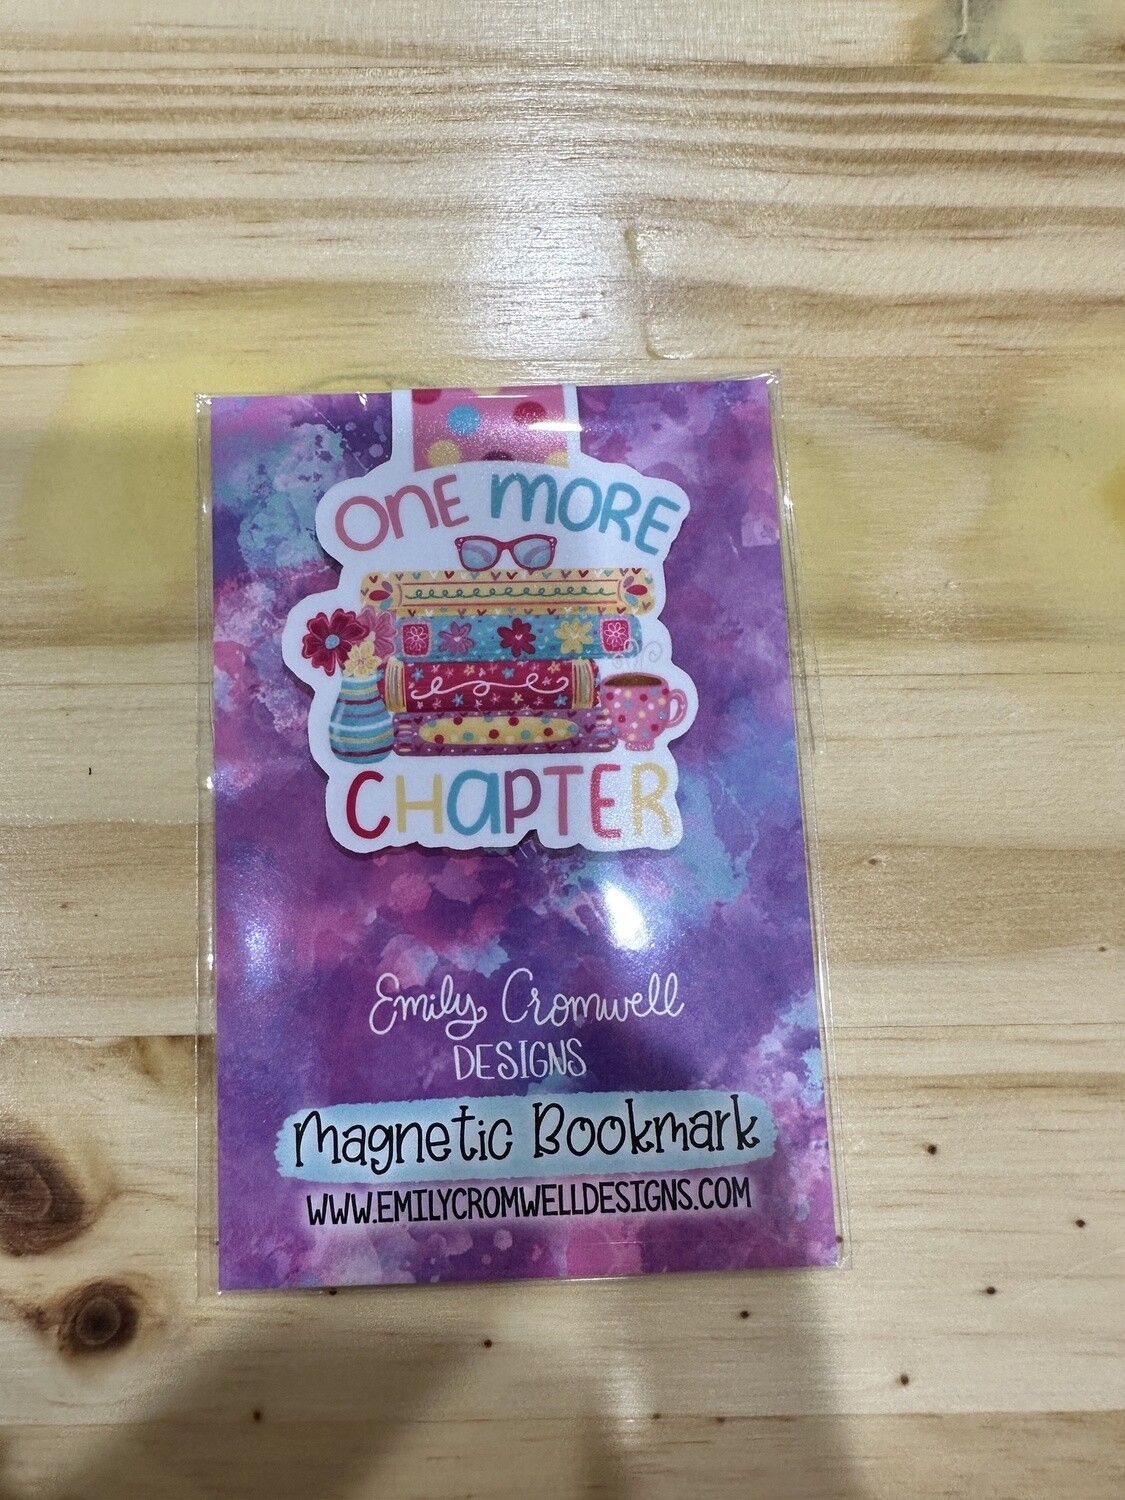 ONE MORE
CHAPTER
Emily Cromwell
DESIGNS
Magnetic Bookmark
WWW.EMILYCROMWELLDESIGNS.COM